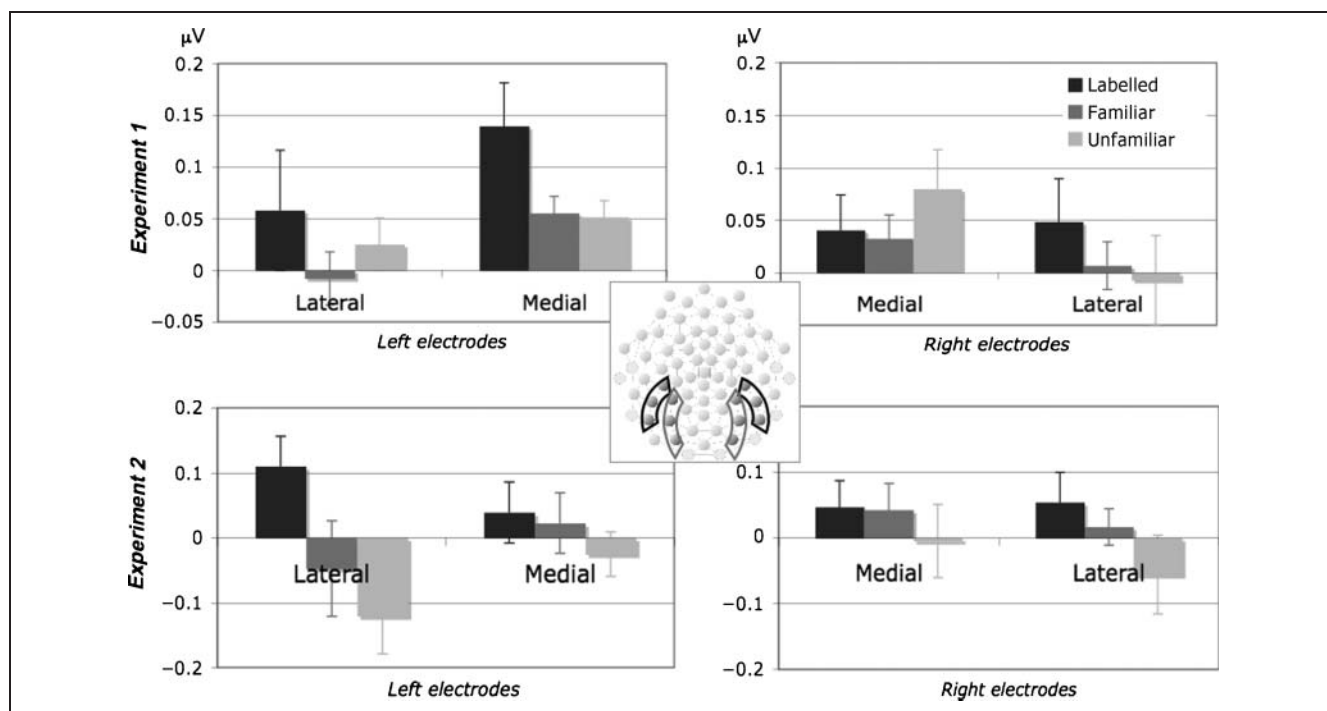 μV
0.2
0.15
0.1
0.05
0
−0.05
Experiment 1
Lateral
Medial
Left electrodes
μV
0.2
0.15
0.1
0.05
0
−0.05
Labelled
Familiar
Unfamiliar
Medial
Lateral
Right electrodes
0.2
0.1
0
−0.1
−0.2
Experiment 2
Lateral
Medial
Left electrodes
0.1
0
−0.1
−0.2
Medial
Lateral
Right electrodes